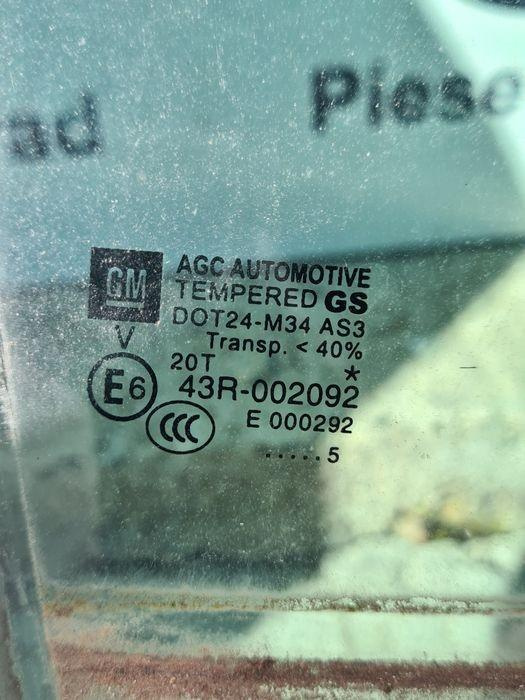 ad Piese
GM
AGC AUTOMOTIVE
TEMPERED GS
DOT24-M34 AS3
V
Transp. < 40%
20T *
E6 43R-002092
CCC E 000292
.....5